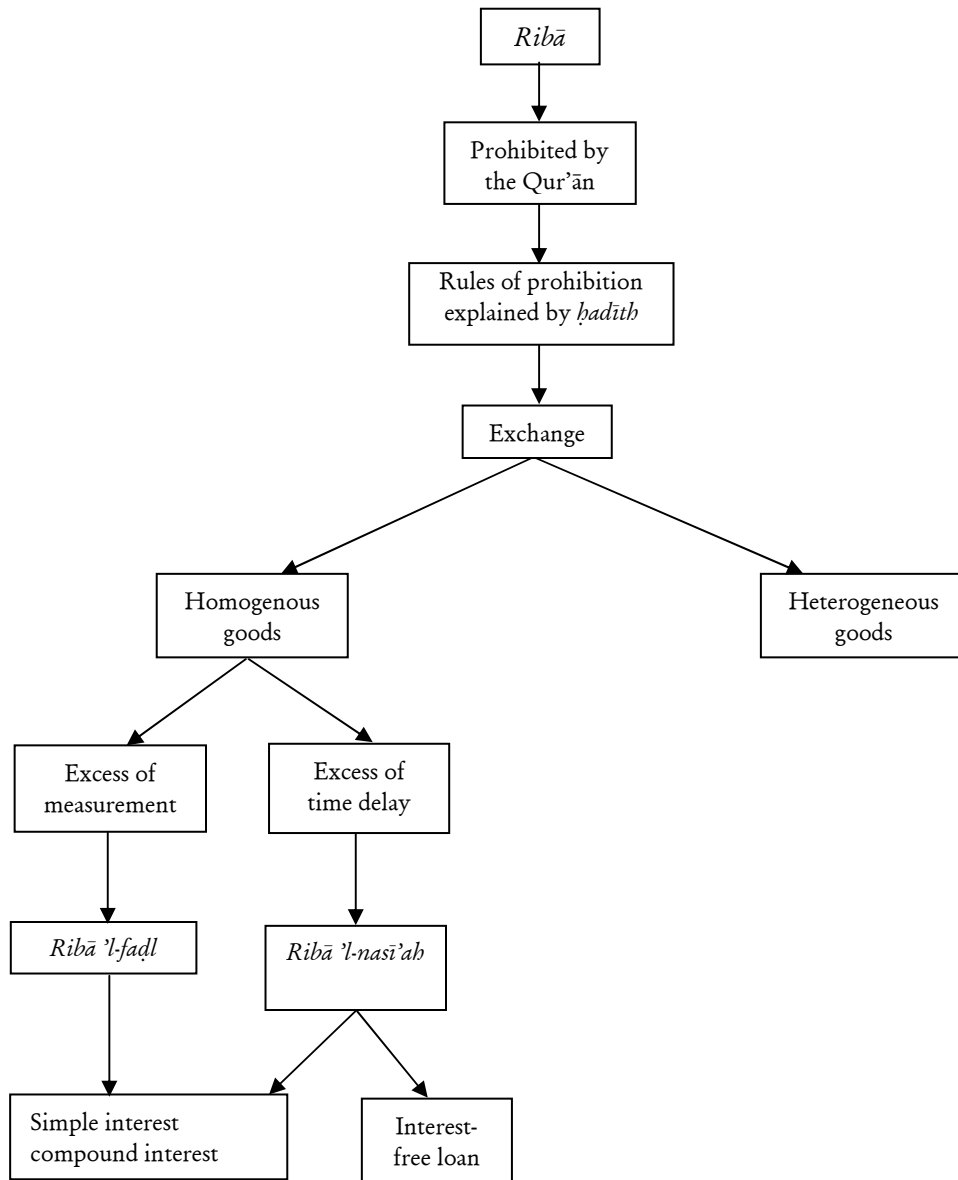 Ribā
Prohibited by
the Qur’ān
Rules of prohibition
explained by ḥadīth
Exchange
Homogenous
goods
Heterogeneous
goods
Excess of
measurement
Excess of
time delay
Ribā ’l-faḍl
Ribā ’l-nasī’ah
Simple interest
compound interest
Interest-
free loan